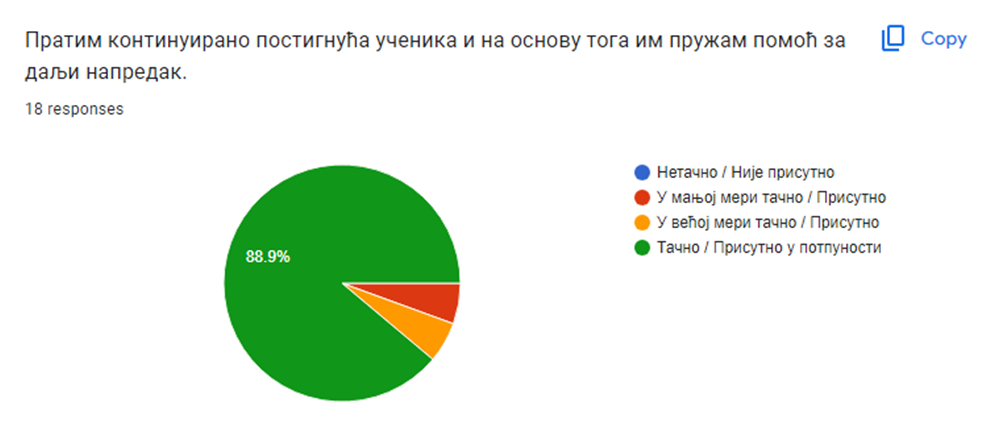 Пратим континуирано постигнућа ученика и на основу тога им пружам помоћ за
даљи напредак.
Copy
18 responses
88.9%
Нетачно / Није присутно
У мањој мери тачно / Присутно
У већој мери тачно / Присутно
Тачно / Присутно у потпуности